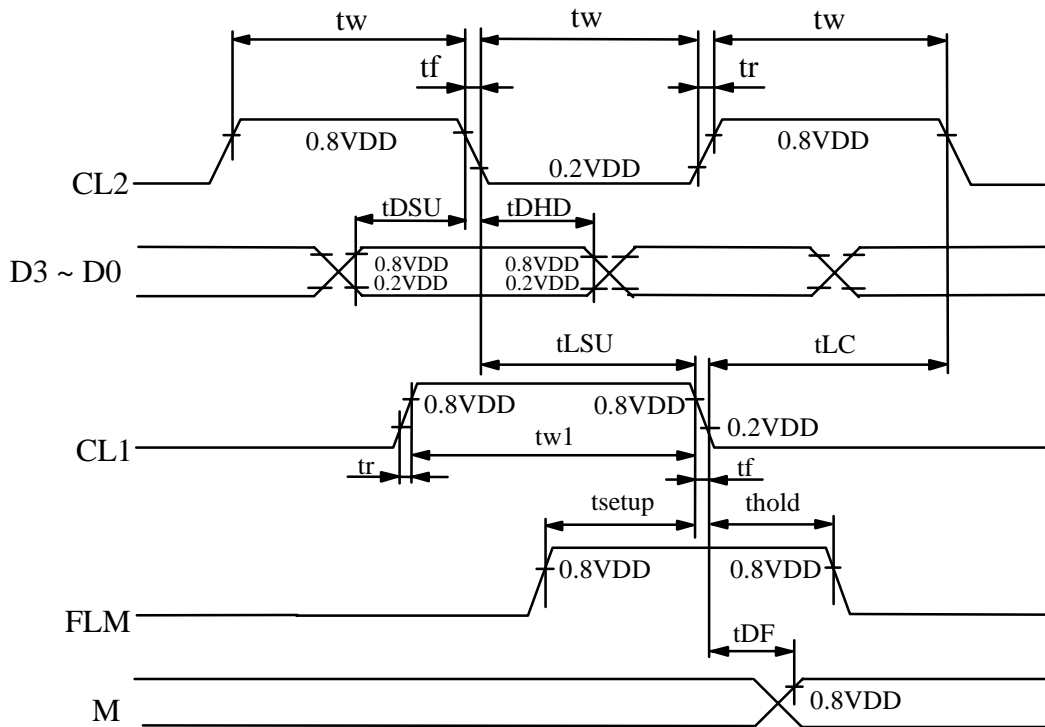 tw tw tw
tf tr
0.8VDD 0.2VDD 0.8VDD
CL2
tDSU tDHD
D3 ~ D0
0.8VDD 0.8VDD
0.2VDD 0.2VDD
tLSU tLC
0.8VDD 0.8VDD
0.2VDD
CL1
tw1
tr tf
tsetup thold
0.8VDD 0.8VDD
FLM
tDF
0.8VDD
M